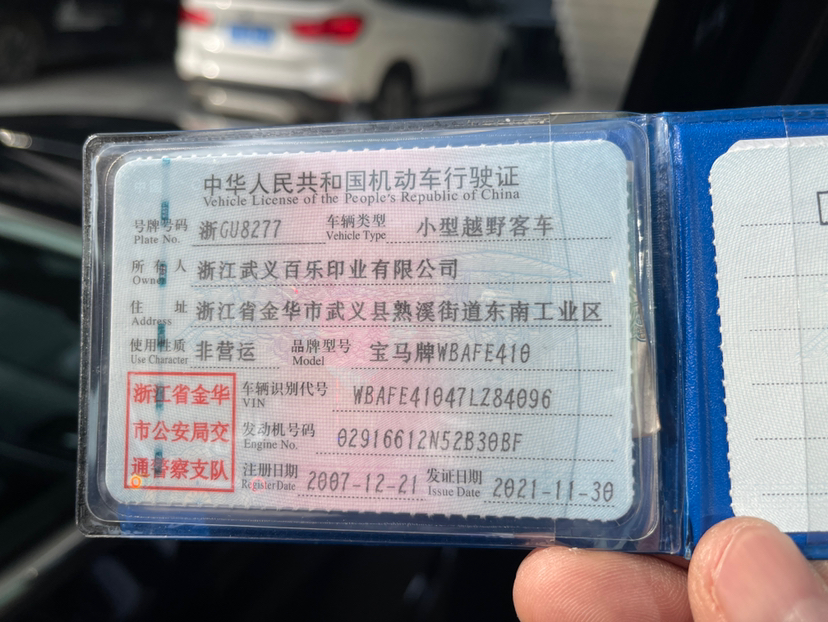 中华人民共和国机动车行驶证
Vehicle License of the People's Republic of China
号牌号码 浙GU8277 车辆类型 小型越野客车
Plate No. Vehicle Type
所有人 浙江武义百乐印业有限公司
Owner
住址 浙江省金华市武义县熟溪街道东南工业区
Address
使用性质 非营运 品牌型号 宝马牌WBAFE410
Use Character Model
浙江省金华 车辆识别代号 WBAFE41047LZ84096
VIN
市公安局交 发动机号码 02916612N52B30BF
Engine No.
通警察支队 注册日期 2007-12-21 发证日期 2021-11-30
Register Date Issue Date